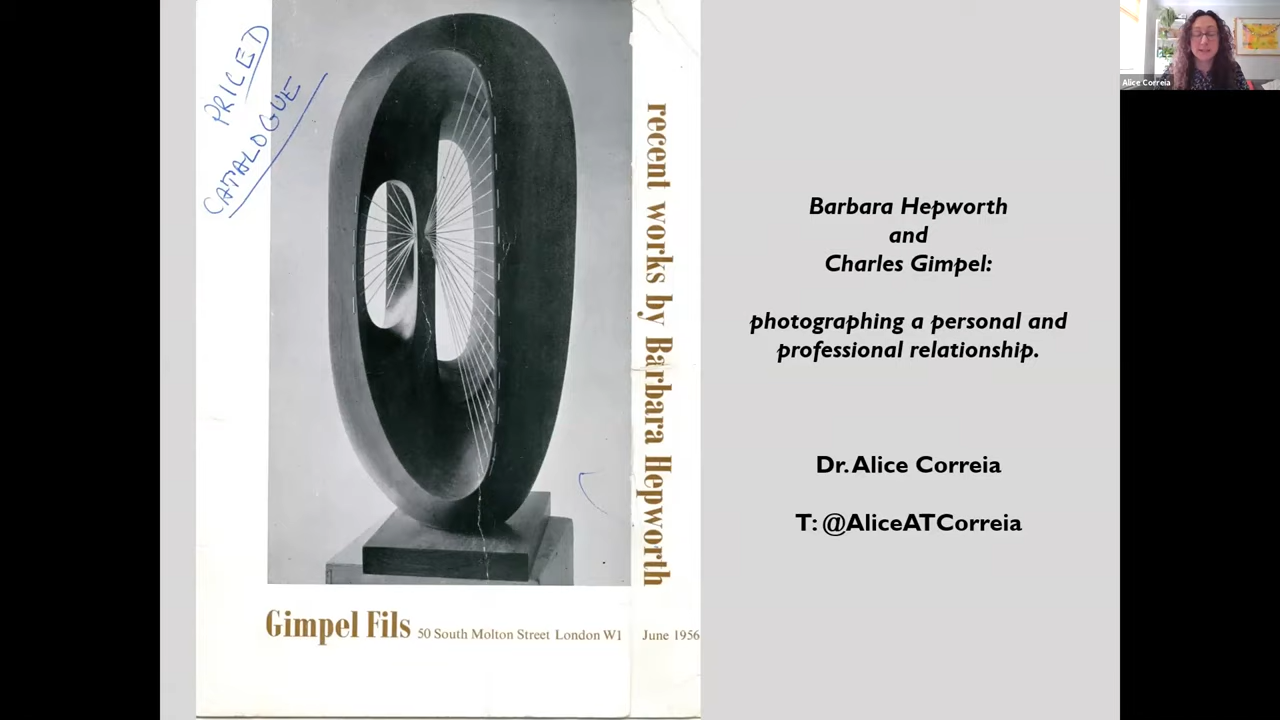 PRICED
CATALOGUE
recent works by Barbara Hepworth
Gimpel Fils 50 South Molton Street London W1 June 1956
Barbara Hepworth
and
Charles Gimpel:
photographing a personal and
professional relationship.
Dr. Alice Correia
T: @AliceATCorreia
Alice Correia